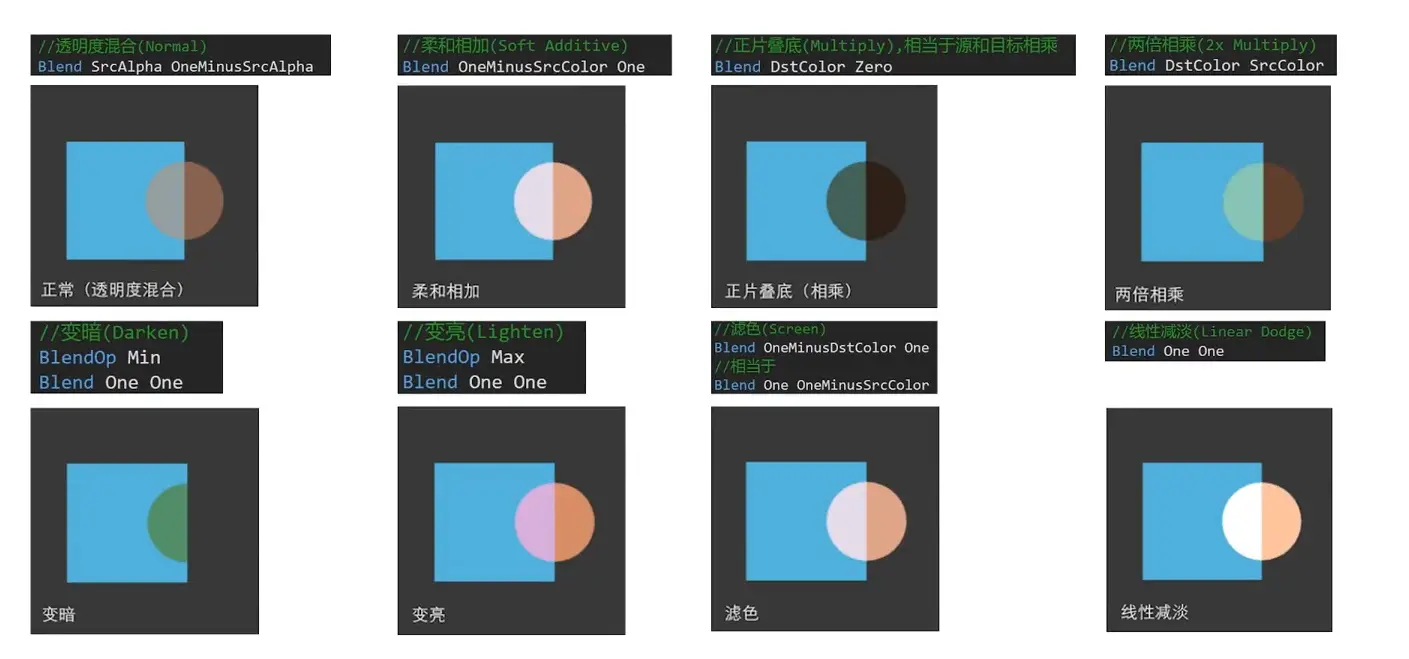 //透明度混合(Normal)
Blend SrcAlpha OneMinusSrcAlpha
正常（透明度混合）
//柔和相加(Soft Additive)
Blend OneMinusSrcColor One
柔和相加
//正片叠底(Multiply),相当于源和目标相乘
Blend DstColor Zero
正片叠底（相乘）
//两倍相乘(2x Multiply)
Blend DstColor SrcColor
两倍相乘
//变暗(Darken)
BlendOp Min
Blend One One
变暗
//变亮(Lighten)
BlendOp Max
Blend One One
变亮
//滤色(Screen)
Blend OneMinusDstColor One
//相当于
Blend One OneMinusSrcColor
滤色
//线性减淡(Linear Dodge)
Blend One One
线性减淡